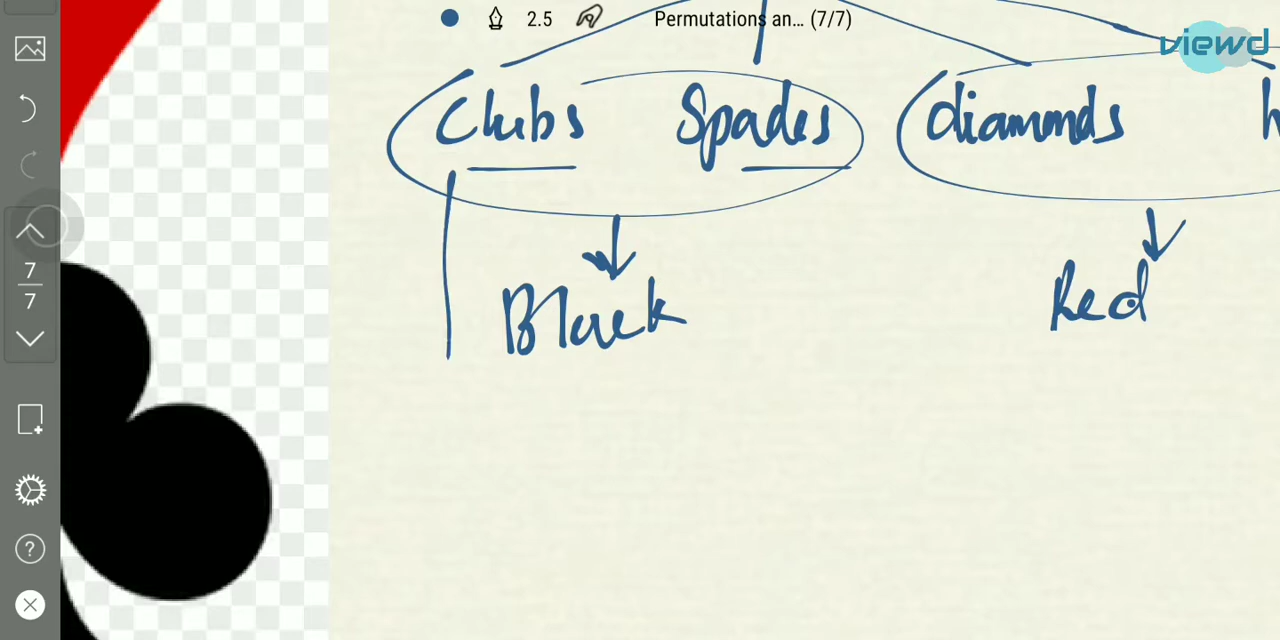 2.5 Permutations an... (7/7)
viewd
Clubs Spades diamonds h
Black Red
7
7
?